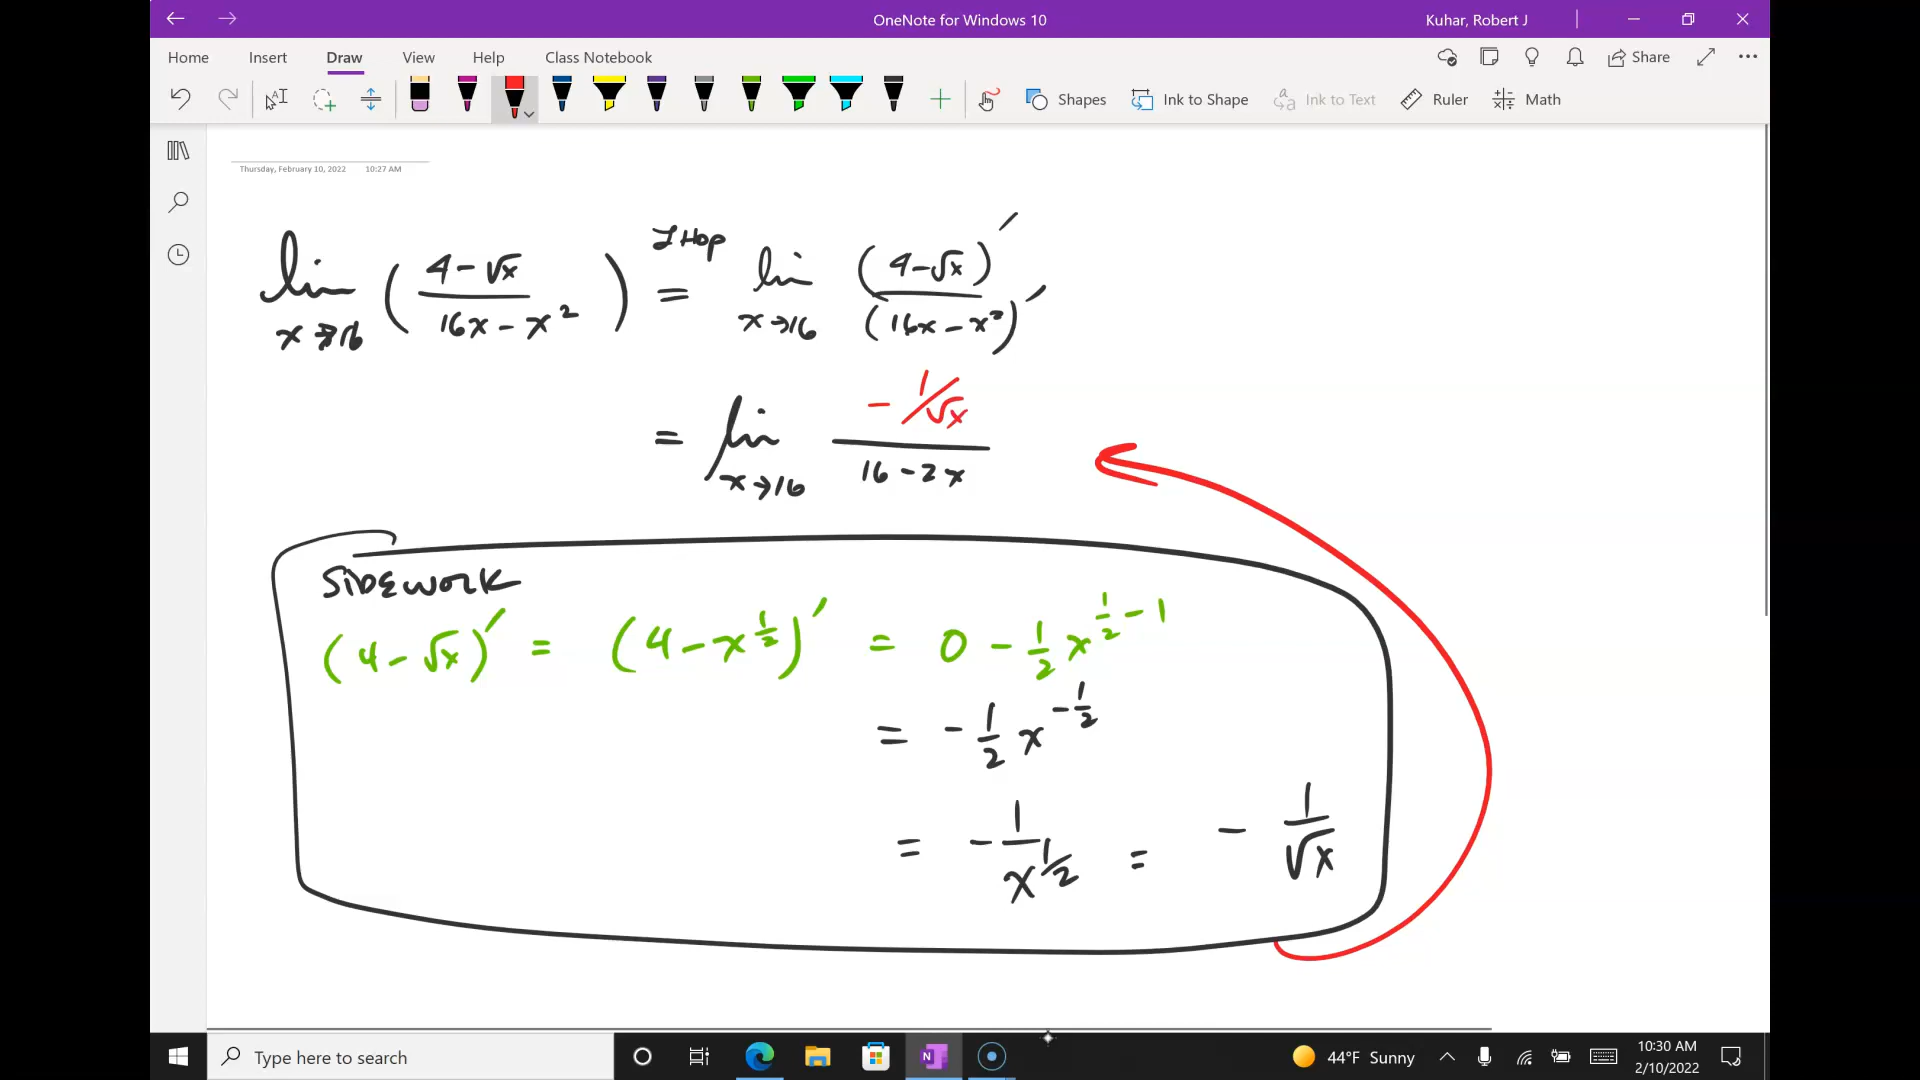 OneNote for Windows 10
Kuhar, Robert J
Home Insert Draw View Help Class Notebook Share
Shapes Ink to Shape Ink to Text Ruler Math
Thursday, February 10, 2022 10:27 AM
lim x→16 ( (4-√x) / (16x-x²) ) = L'Hop lim x→16 (4-√x)' / (16x-x²)'
= lim x→16 (-1/√x) / (16-2x)
SIDEWORK
(4-√x)' = (4-x^(1/2))' = 0 - 1/2 x^(1/2 - 1)
= - 1/2 x^(-1/2)
= - 1/x^(1/2) = - 1/√x
Type here to search
44°F Sunny
10:30 AM
2/10/2022